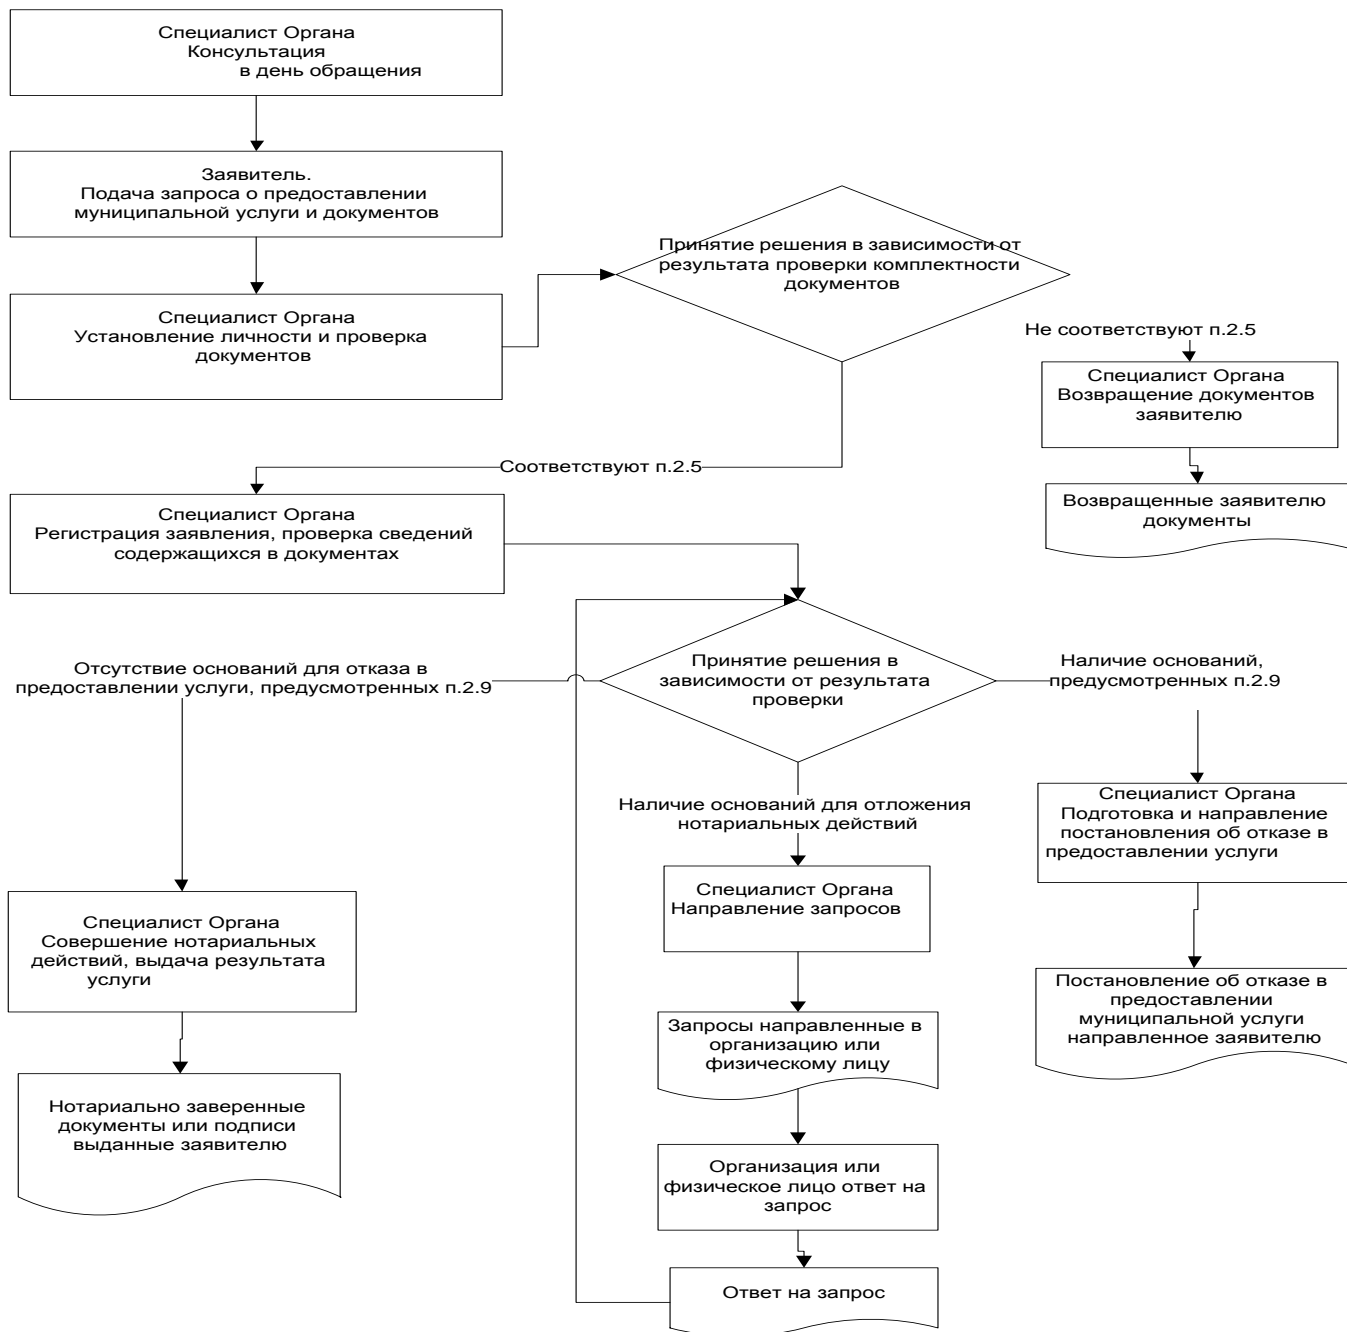 Специалист Органа
Консультация
в день обращения
Заявитель.
Подача запроса о предоставлении
муниципальной услуги и документов
Специалист Органа
Установление личности и проверка
документов
Принятие решения в зависимости от
результата проверки комплектности
документов
Не соответствуют п.2.5
Специалист Органа
Возвращение документов
заявителю
Возвращенные заявителю
документы
Соответствуют п.2.5
Специалист Органа
Регистрация заявления, проверка сведений
содержащихся в документах
Принятие решения в
зависимости от результата
проверки
Отсутствие оснований для отказа в
предоставлении услуги, предусмотренных п.2.9
Наличие оснований,
предусмотренных п.2.9
Наличие оснований для отложения
нотариальных действий
Специалист Органа
Совершение нотариальных
действий, выдача результата
услуги
Нотариально заверенные
документы или подписи
выданные заявителю
Специалист Органа
Направление запросов
Запросы направленные в
организацию или
физическому лицу
Организация или
физическое лицо ответ на
запрос
Ответ на запрос
Специалист Органа
Подготовка и направление
постановления об отказе в
предоставлении услуги
Постановление об отказе в
предоставлении
муниципальной услуги
направленное заявителю